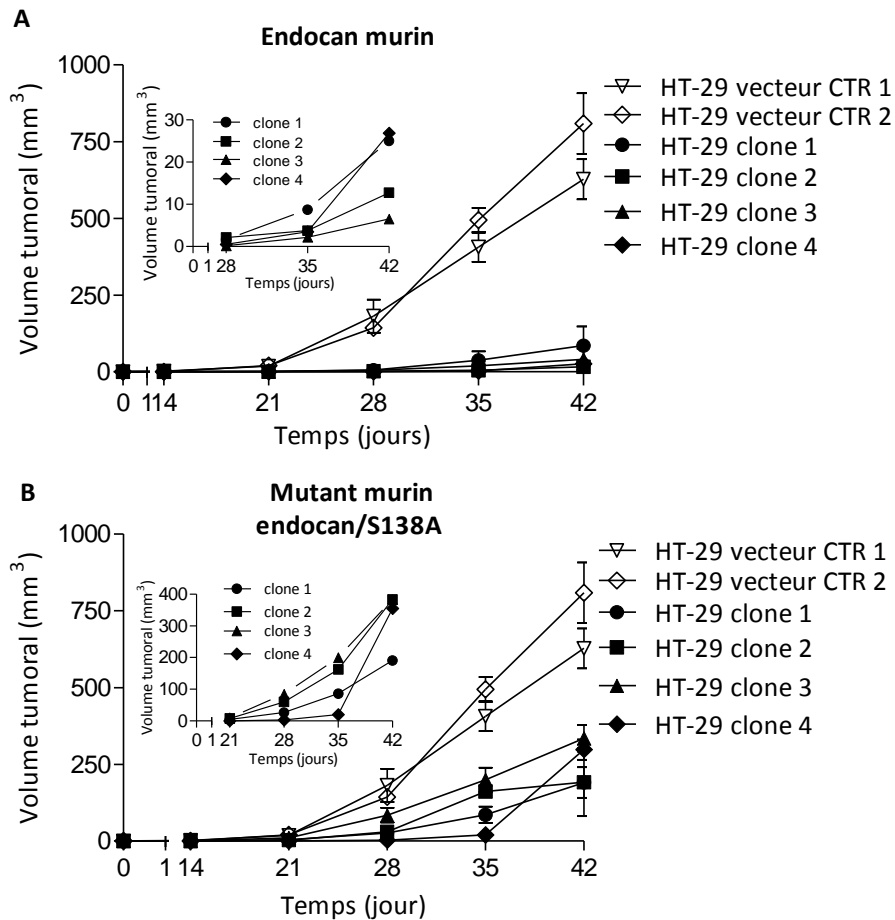 A
Endocan murin
Volume tumoral (mm³)
1000
750
500
250
0
0 1 14 21 28 35 42
Temps (jours)
Volume tumoral (mm³)
30
20
10
0
0 1 28 35 42
Temps (jours)
clone 1
clone 2
clone 3
clone 4
HT-29 vecteur CTR 1
HT-29 vecteur CTR 2
HT-29 clone 1
HT-29 clone 2
HT-29 clone 3
HT-29 clone 4
B
Mutant murin
endocan/S138A
Volume tumoral (mm³)
1000
750
500
250
0
0 1 14 21 28 35 42
Temps (jour)
Volume tumoral (mm³)
400
300
200
100
0
0 1 21 28 35 42
Temps (jours)
clone 1
clone 2
clone 3
clone 4
HT-29 vecteur CTR 1
HT-29 vecteur CTR 2
HT-29 clone 1
HT-29 clone 2
HT-29 clone 3
HT-29 clone 4